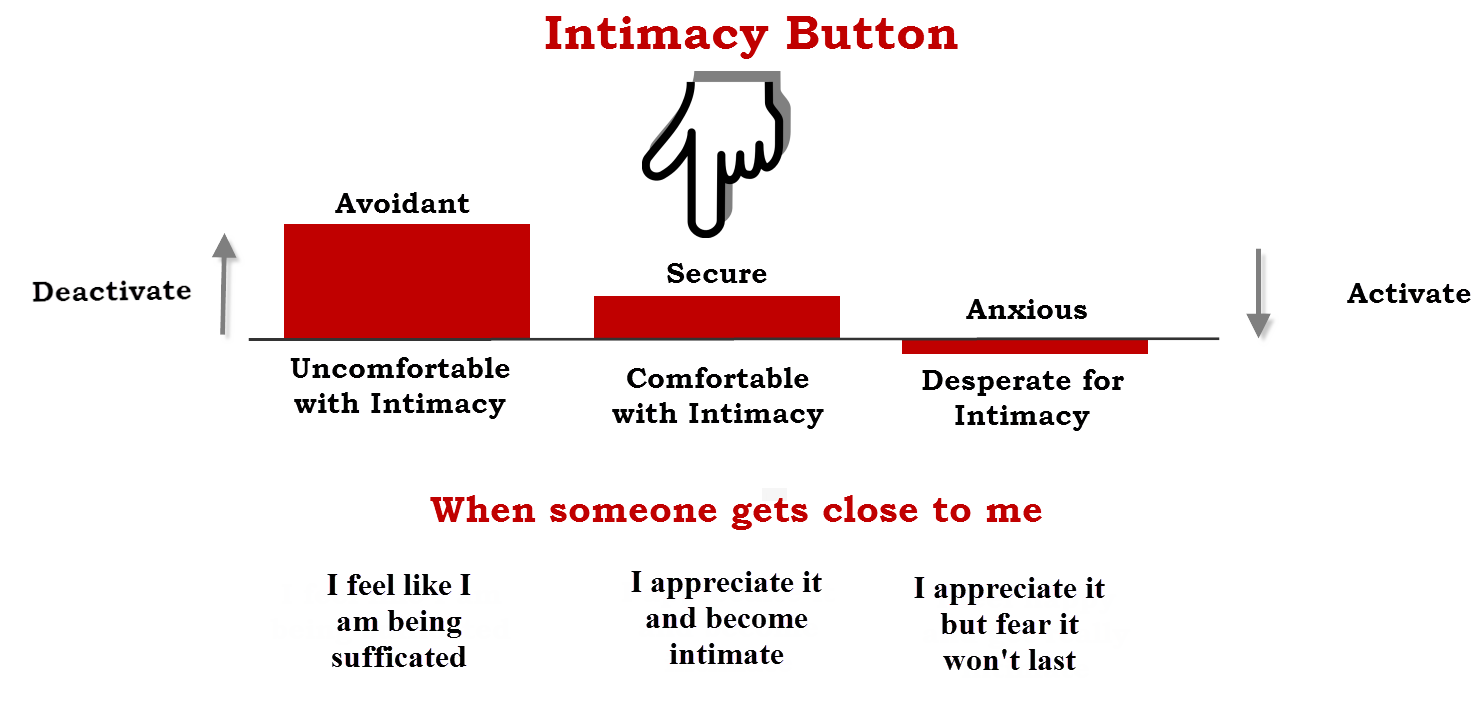 Intimacy Button
Avoidant
Secure
Anxious
Deactivate
Activate
Uncomfortable
with Intimacy
Comfortable
with Intimacy
Desperate for
Intimacy
When someone gets close to me
I feel like I
am being
sufficated
I appreciate it
and become
intimate
I appreciate it
but fear it
won't last